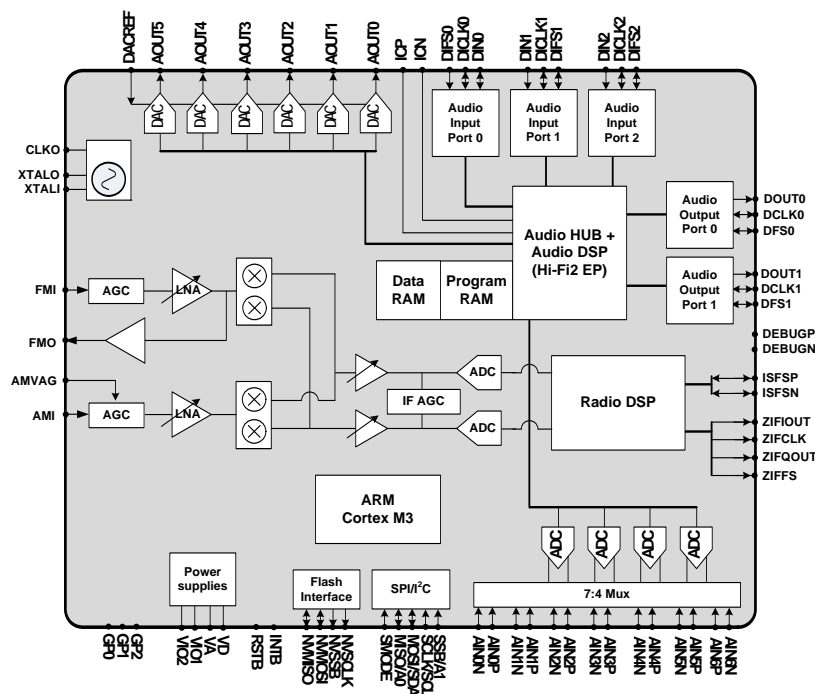 DACREF
AOUT5
AOUT4
AOUT3
AOUT2
AOUT1
AOUT0
ICP
ICN
DIFS0
DICLK0
DIN0
DIN1
DICLK1
DIFS1
DIN2
DICLK2
DIFS2
DAC
DAC
DAC
DAC
DAC
DAC
Audio
Input
Port 0
Audio
Input
Port 1
Audio
Input
Port 2
CLKO
XTALO
XTALI
Audio HUB +
Audio DSP
(Hi-Fi2 EP)
Audio
Output
Port 0
DOUT0
DCLK0
DFS0
Data
RAM
Program
RAM
Audio
Output
Port 1
DOUT1
DCLK1
DFS1
FMI
AGC
LNA
FMO
DEBUGP
DEBUGN
AMVAG
AMI
AGC
LNA
IF AGC
ADC
ADC
Radio DSP
ISFSP
ISFSN
ZIFIOUT
ZIFCLK
ZIFQOUT
ZIFFS
ARM
Cortex M3
ADC
ADC
ADC
ADC
Power
supplies
Flash
Interface
SPI/I²C
7:4 Mux
GP0
GP1
GP2
VIO2
VIO1
VA
VD
RSTB
INTB
NVMISO
NVMOSI
NVSSB
NVSCLK
SMODE
MISO/A0
MOSI/SDA
SCLK/SCL
SSB/A1
AIN0N
AIN0P
AIN1N
AIN1P
AIN2N
AIN2P
AIN3N
AIN3P
AIN4N
AIN4P
AIN5N
AIN5P
AIN6P
AIN6N